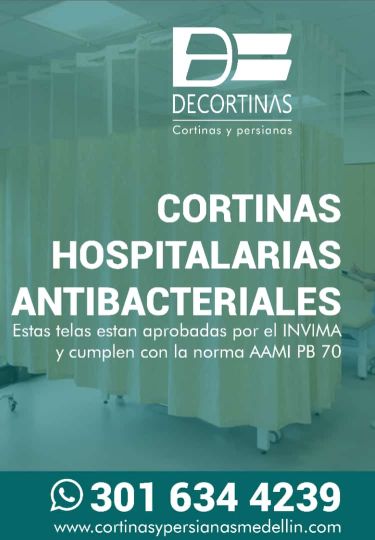 DECORTINAS
Cortinas y persianas
CORTINAS
HOSPITALARIAS
ANTIBACTERIALES
Estas telas estan aprobadas por el INVIMA
y cumplen con la norma AAMI PB 70
301 634 4239
www.cortinasypersianasmedellin.com